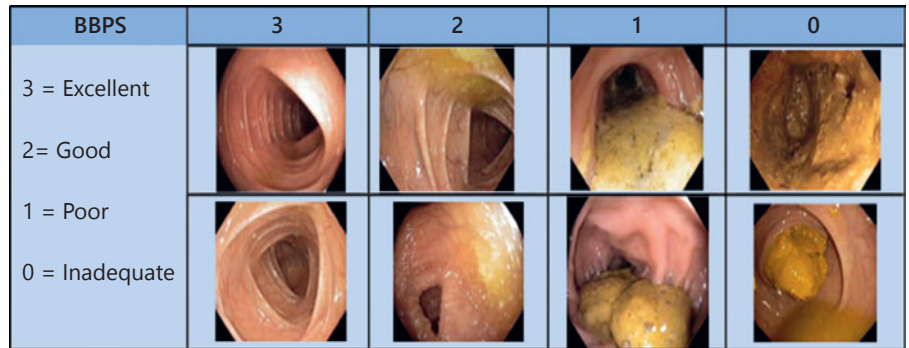 BBPS 3 2 1 0
3 = Excellent
2= Good
1 = Poor
0 = Inadequate